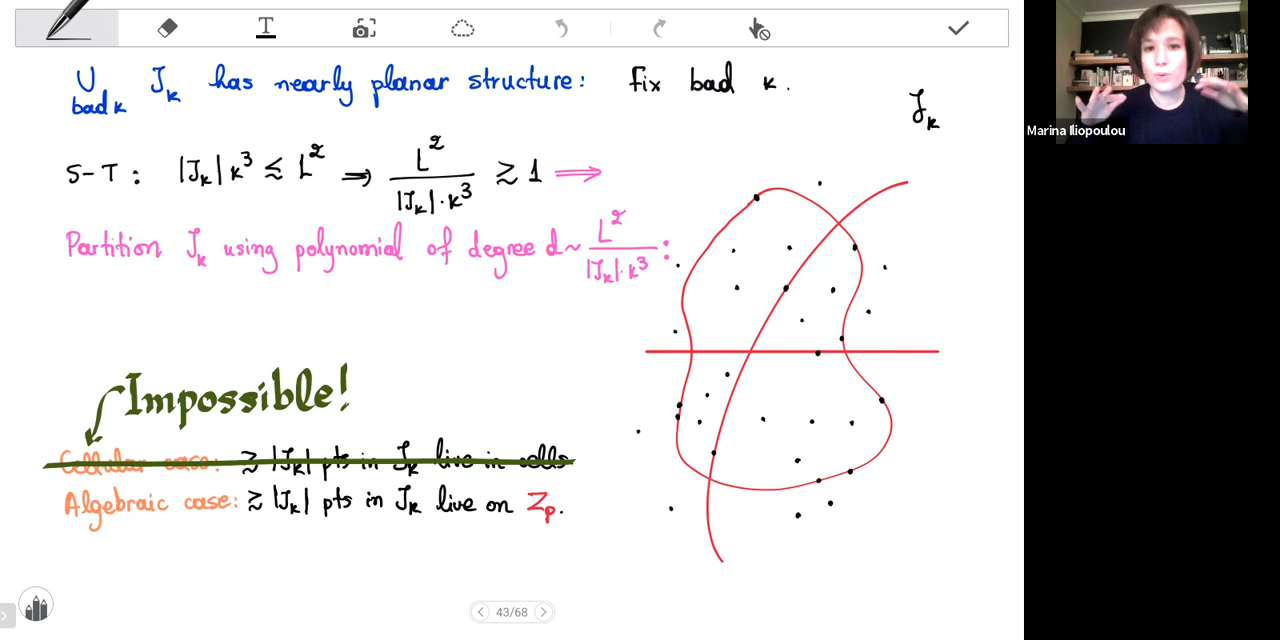 T
⋃ J_k has nearly planar structure: fix bad k.
bad k
J_k
Marina Iliopoulou
S-T: |J_k| k^3 ≲ L^2 ⇒ L^2 / (|J_k|·k^3) ≳ 1 ⇒
Partition J_k using polynomial of degree d ~ L^2 / (|J_k|·k^3) :
Impossible!
Cellular case: ≳ |J_k| pts in J_k live in cells
Algebraic case: ≳ |J_k| pts in J_k live on Z_p.
43/68